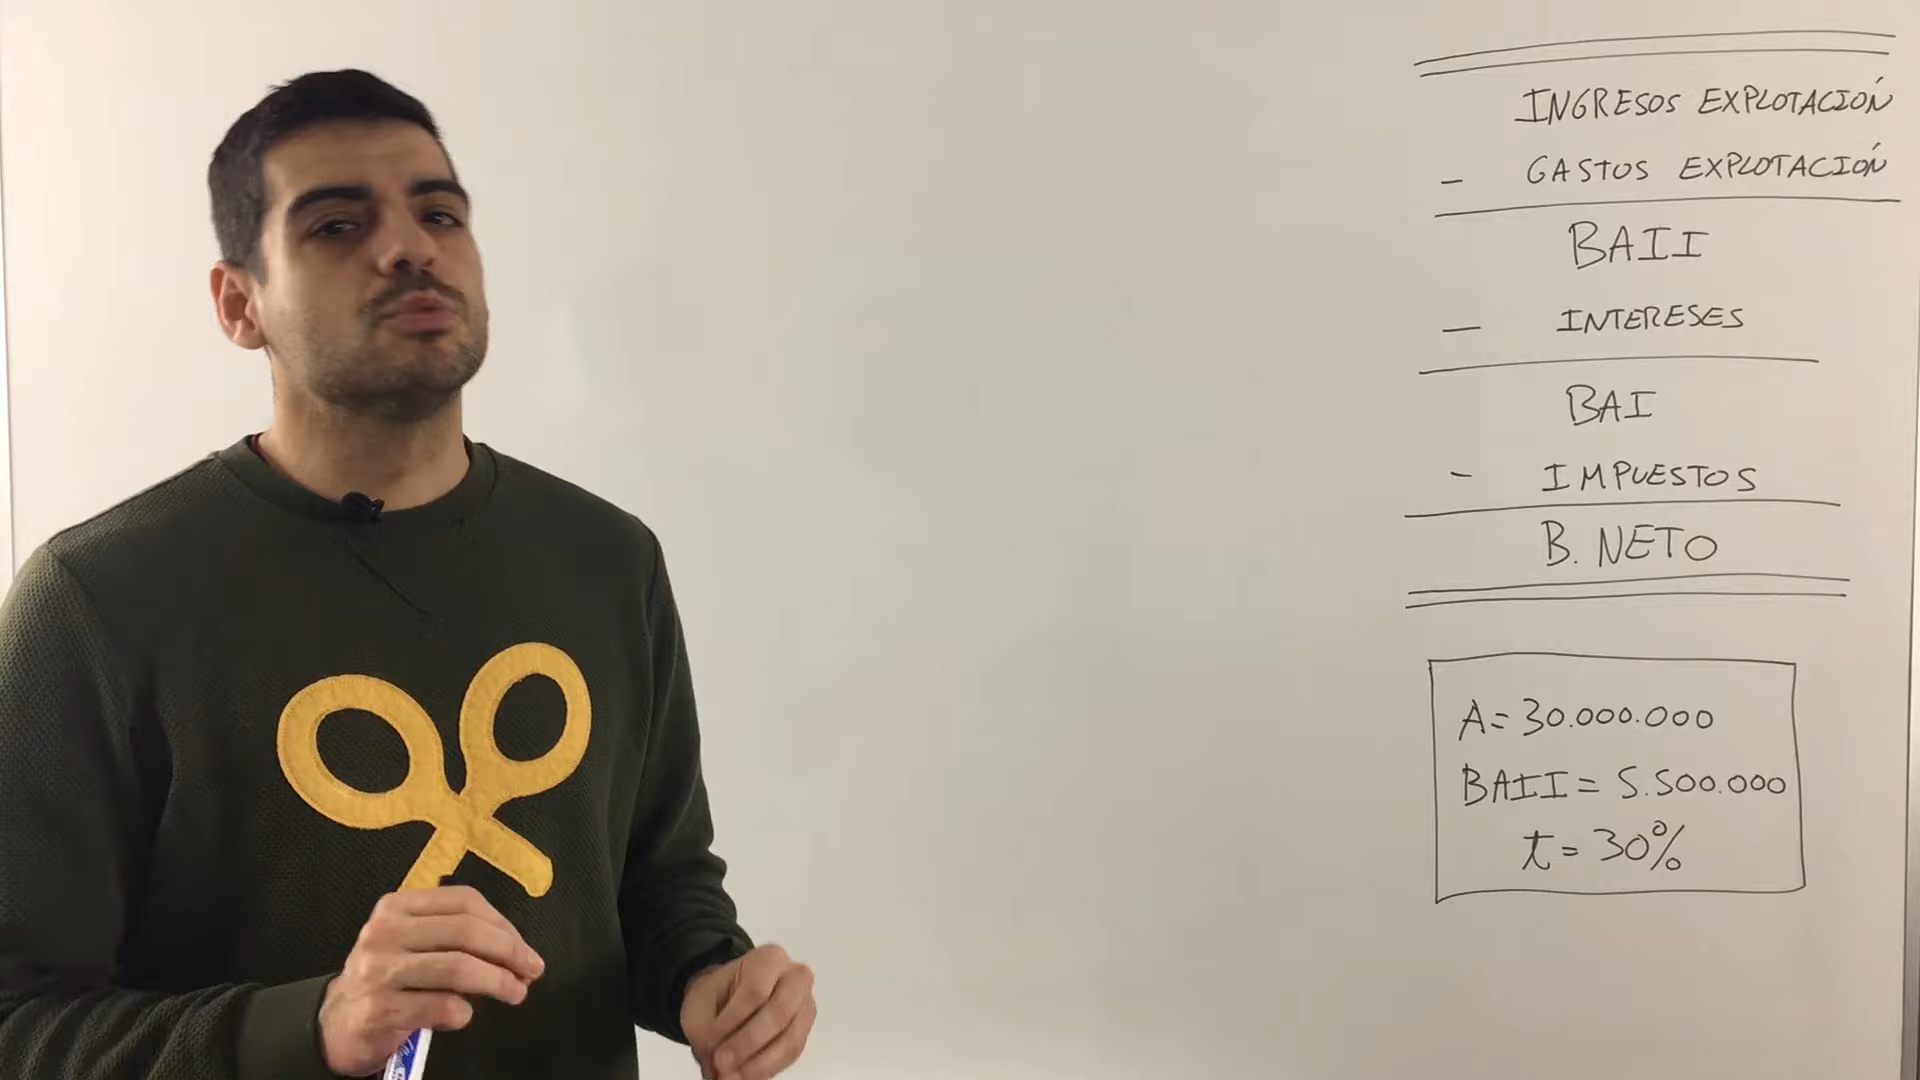 INGRESOS EXPLOTACIÓN
- GASTOS EXPLOTACIÓN
BAII
- INTERESES
BAI
- IMPUESTOS
B. NETO
A = 30.000.000
BAII = 5.500.000
t = 30%